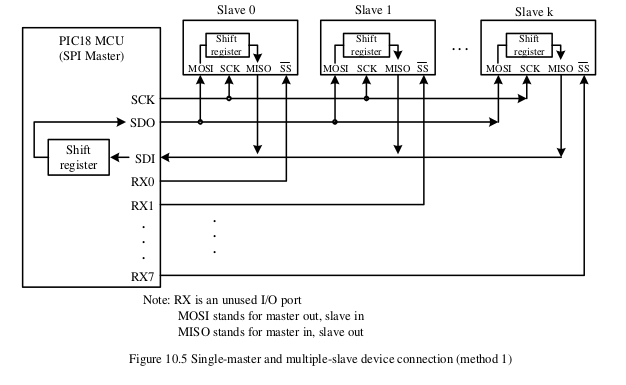 Slave 0
Slave 1
Slave k
PIC18 MCU
(SPI Master)
Shift
register
MOSI SCK MISO SS
Shift
register
MOSI SCK MISO SS
. . .
Shift
register
MOSI SCK MISO SS
SCK
SDO
Shift
register
SDI
RX0
RX1
RX7
Note: RX is an unused I/O port
MOSI stands for master out, slave in
MISO stands for master in, slave out
Figure 10.5 Single-master and multiple-slave device connection (method 1)